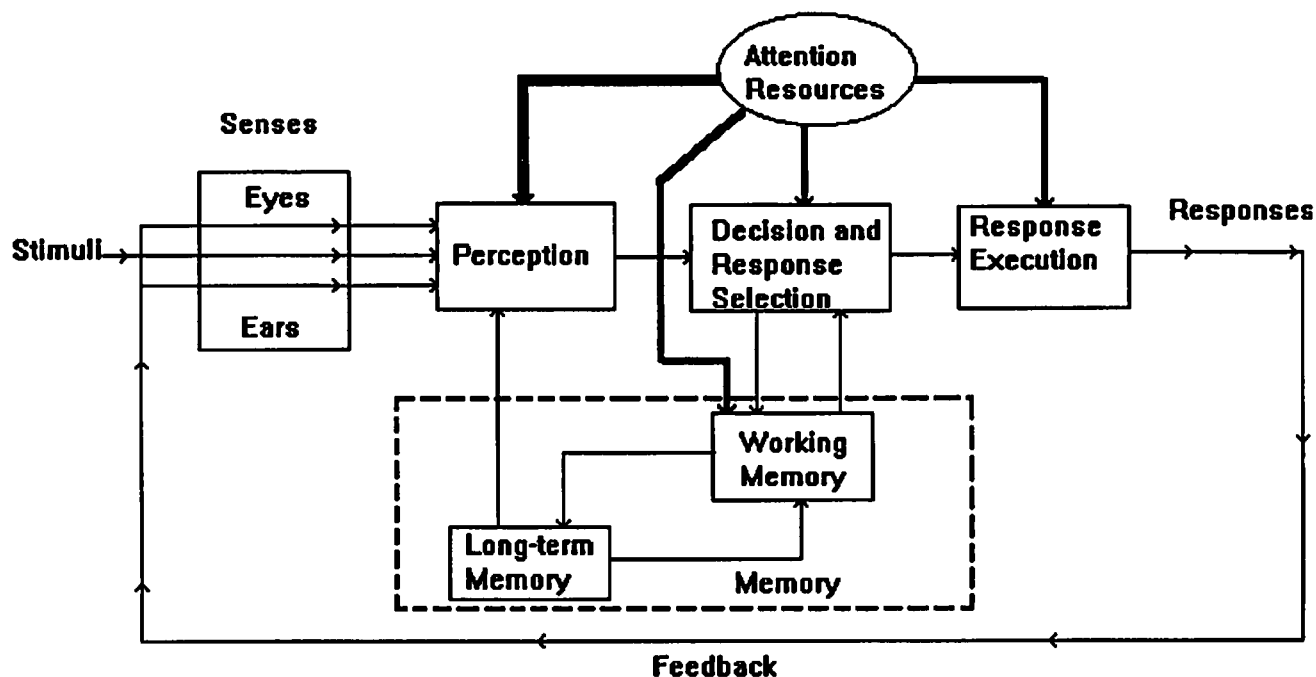 Attention
Resources
Senses
Eyes
Ears
Stimuli
Perception
Decision and
Response
Selection
Response
Execution
Responses
Working
Memory
Long-term
Memory
Memory
Feedback